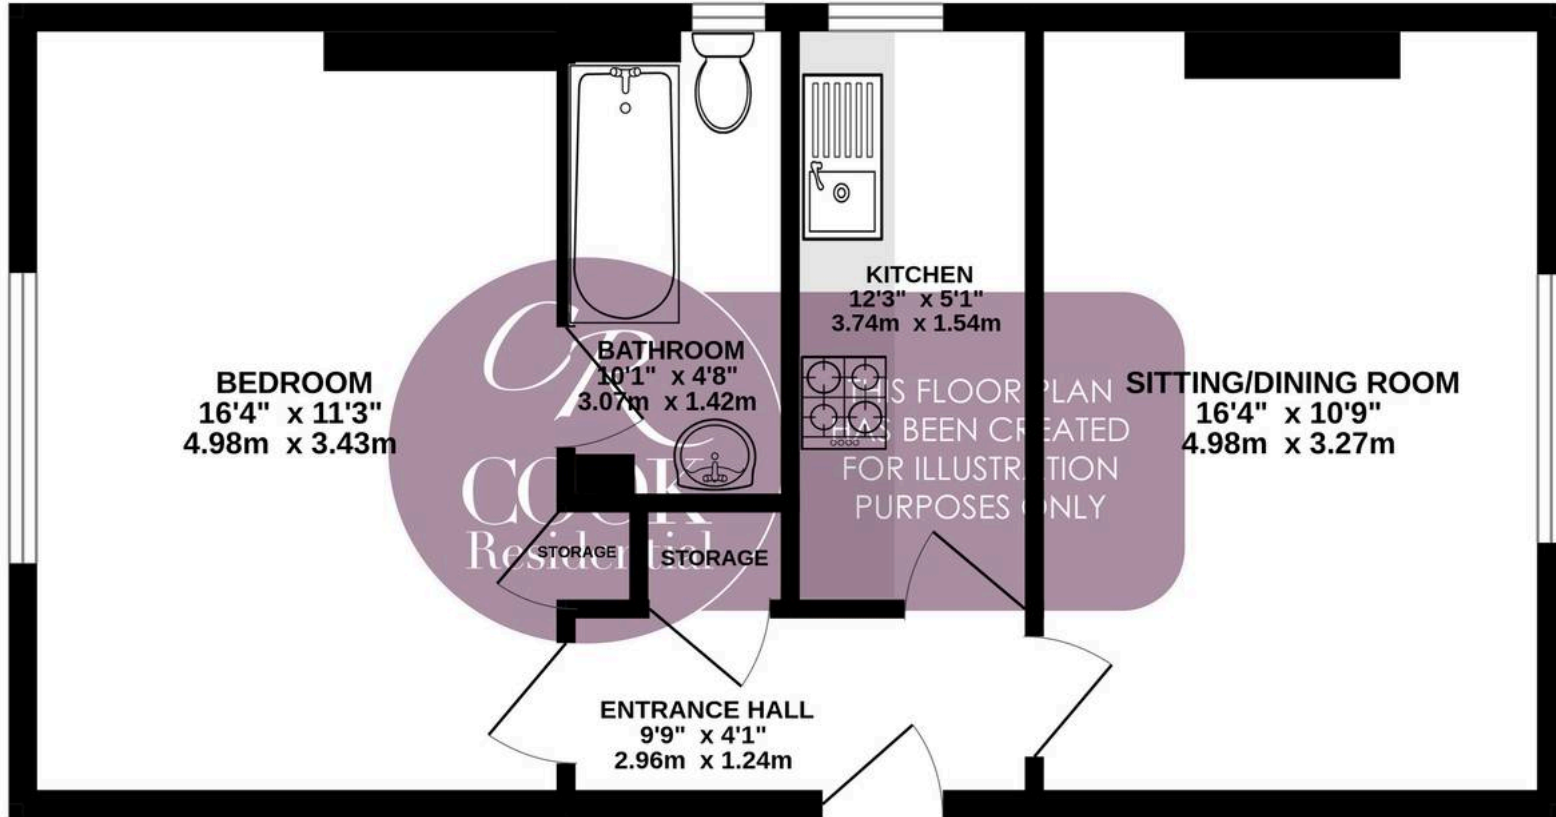 KITCHEN
12'3" x 5'1"
3.74m x 1.54m
BATHROOM
10'1" x 4'8"
3.07m x 1.42m
BEDROOM
16'4" x 11'3"
4.98m x 3.43m
SITTING/DINING ROOM
16'4" x 10'9"
4.98m x 3.27m
CR
COOK
Residential
THIS FLOOR PLAN
HAS BEEN CREATED
FOR ILLUSTRATION
PURPOSES ONLY
STORAGE
STORAGE
ENTRANCE HALL
9'9" x 4'1"
2.96m x 1.24m